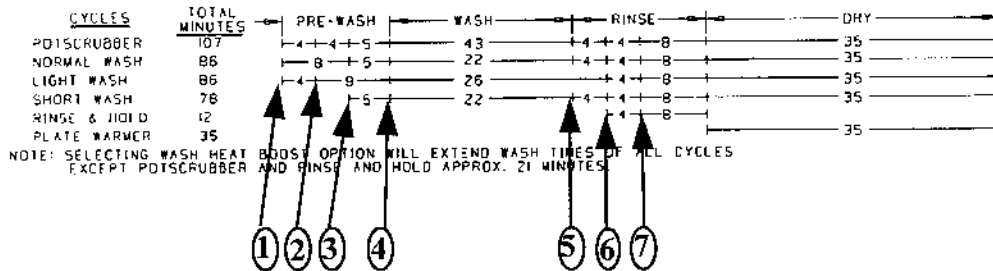 CYCLES TOTAL MINUTES PRE-WASH WASH RINSE DRY
POTSCRUBBER 107 4 4 5 43 4 4 8 35
NORMAL WASH 86 8 5 22 4 4 8 35
LIGHT WASH 86 4 9 26 4 8 35
SHORT WASH 78 5 22 4 4 8 35
RINSE & HOLD 12 4 8
PLATE WARMER 35 35
NOTE: SELECTING WASH HEAT BOOST OPTION WILL EXTEND WASH TIMES OF ALL CYCLES
EXCEPT POTSCRUBBER AND RINSE AND HOLD APPROX. 21 MINUTES.
1 2 3 4 5 6 7